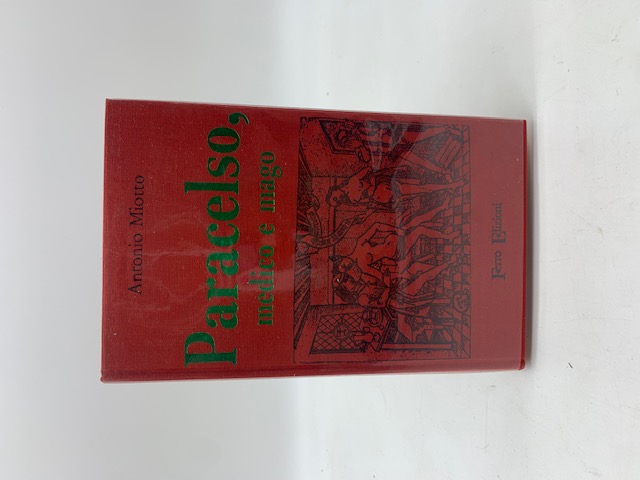 Antonio Miotto
Paracelso,
medico e mago
Ferro Edizioni